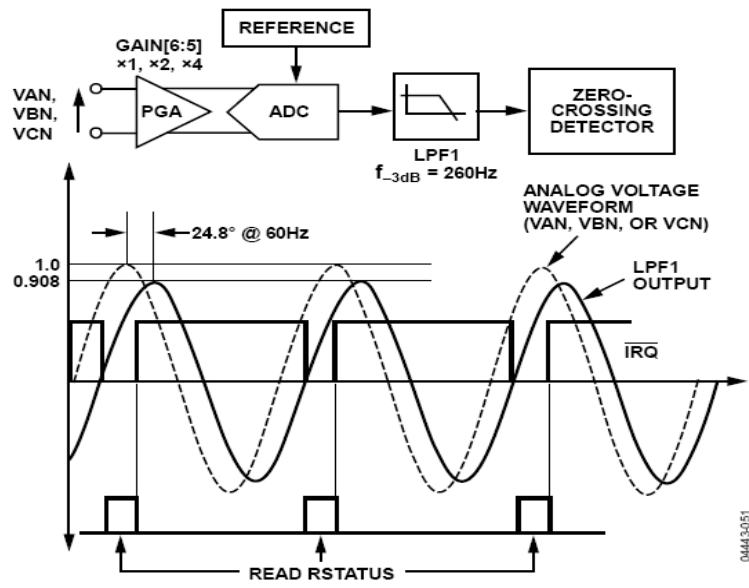 REFERENCE
GAIN[6:5]
×1, ×2, ×4
VAN,
VBN,
VCN
PGA
ADC
LPF1
f–3dB = 260Hz
ZERO-
CROSSING
DETECTOR
24.8° @ 60Hz
ANALOG VOLTAGE
WAVEFORM
(VAN, VBN, OR VCN)
1.0
0.908
LPF1
OUTPUT
IRQ
READ RSTATUS
04443-051